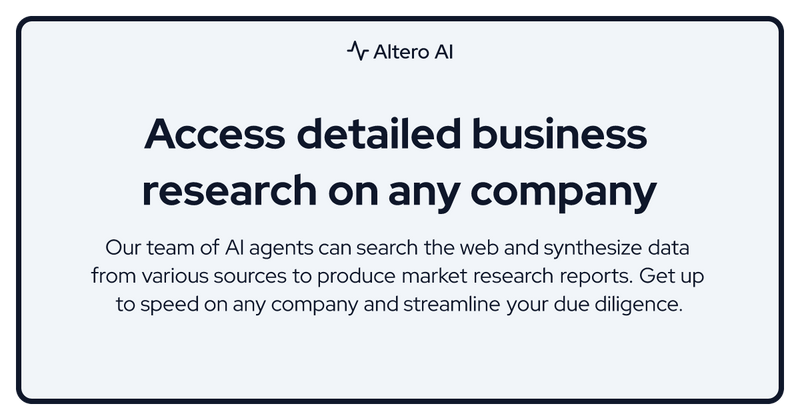 Altero AI
Access detailed business
research on any company
Our team of AI agents can search the web and synthesize data
from various sources to produce market research reports. Get up
to speed on any company and streamline your due diligence.